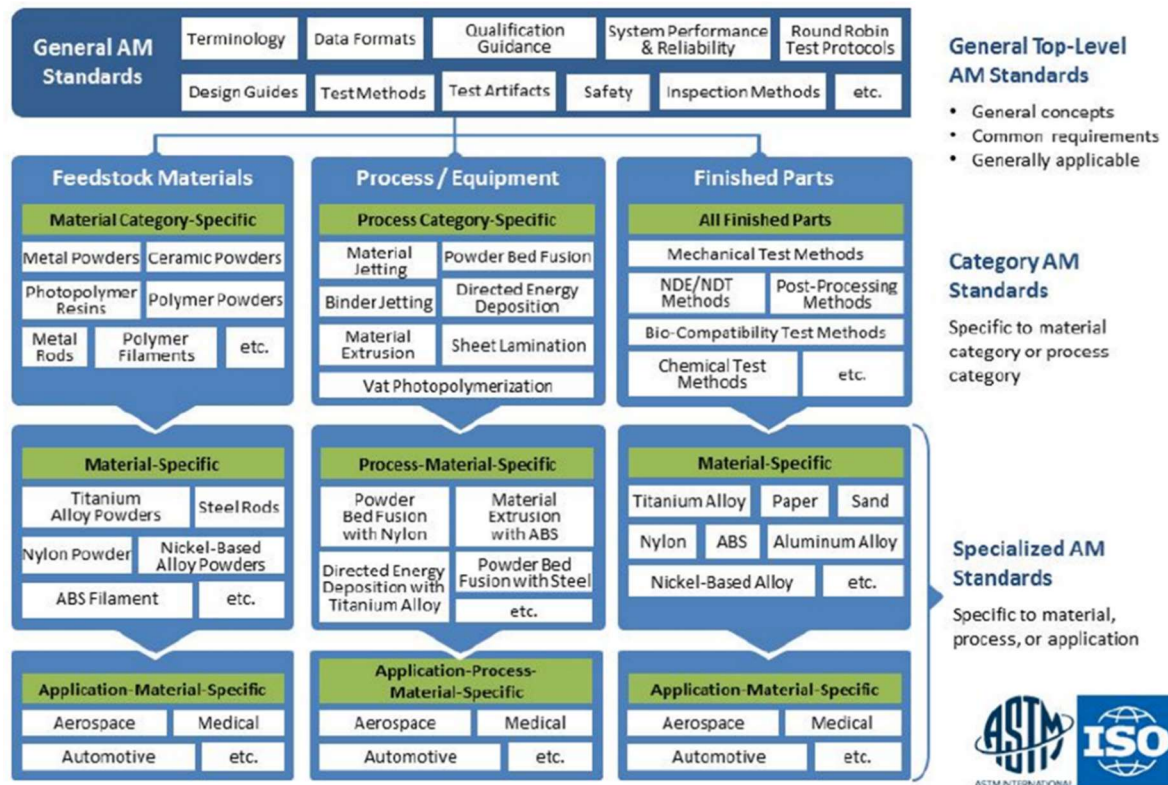 General AM
Standards
Terminology
Data Formats
Qualification
Guidance
System Performance
& Reliability
Round Robin
Test Protocols
Design Guides
Test Methods
Test Artifacts
Safety
Inspection Methods
etc.
General Top-Level
AM Standards
• General concepts
• Common requirements
• Generally applicable
Feedstock Materials
Material Category-Specific
Metal Powders
Ceramic Powders
Photopolymer
Resins
Polymer Powders
Metal
Rods
Polymer
Filaments
etc.
Process / Equipment
Process Category-Specific
Material
Jetting
Powder Bed Fusion
Binder Jetting
Directed Energy
Deposition
Material
Extrusion
Sheet Lamination
Vat Photopolymerization
Finished Parts
All Finished Parts
Mechanical Test Methods
NDE/NDT
Methods
Post-Processing
Methods
Bio-Compatibility Test Methods
Chemical Test
Methods
etc.
Category AM
Standards
Specific to material
category or process
category
Material-Specific
Titanium
Alloy Powders
Steel Rods
Nylon Powder
Nickel-Based
Alloy Powders
ABS Filament
etc.
Process-Material-Specific
Powder
Bed Fusion
with Nylon
Material
Extrusion
with ABS
Directed Energy
Deposition with
Titanium Alloy
Powder Bed
Fusion with Steel
etc.
Material-Specific
Titanium Alloy
Paper
Sand
Nylon
ABS
Aluminum Alloy
Nickel-Based Alloy
etc.
Specialized AM
Standards
Specific to material,
process, or application
Application-Material-Specific
Aerospace
Medical
Automotive
etc.
Application-Process-
Material-Specific
Aerospace
Medical
Automotive
etc.
Application-Material-Specific
Aerospace
Medical
Automotive
etc.
ASTM
ASTM INTERNATIONAL
ISO